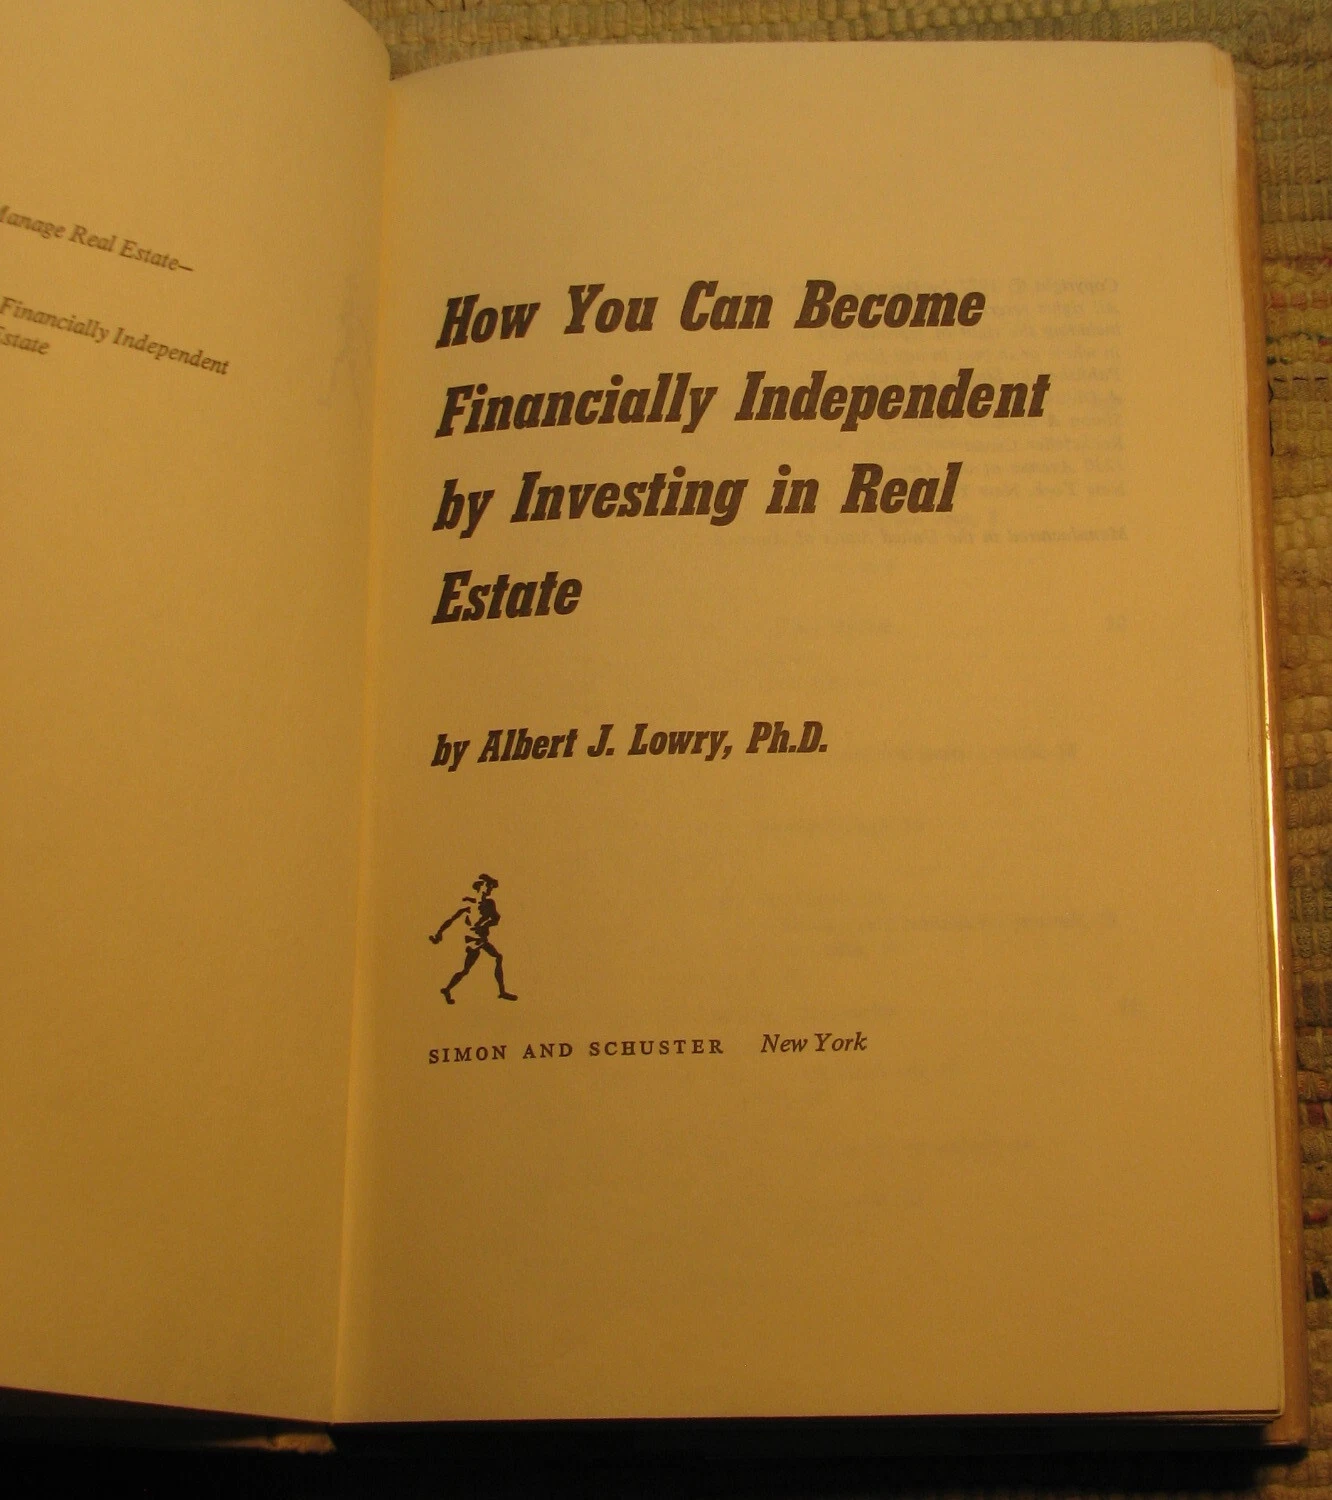 Manage Real Estate—
Financially Independent
Estate
How You Can Become
Financially Independent
by Investing in Real
Estate
by Albert J. Lowry, Ph.D.
SIMON AND SCHUSTER New York